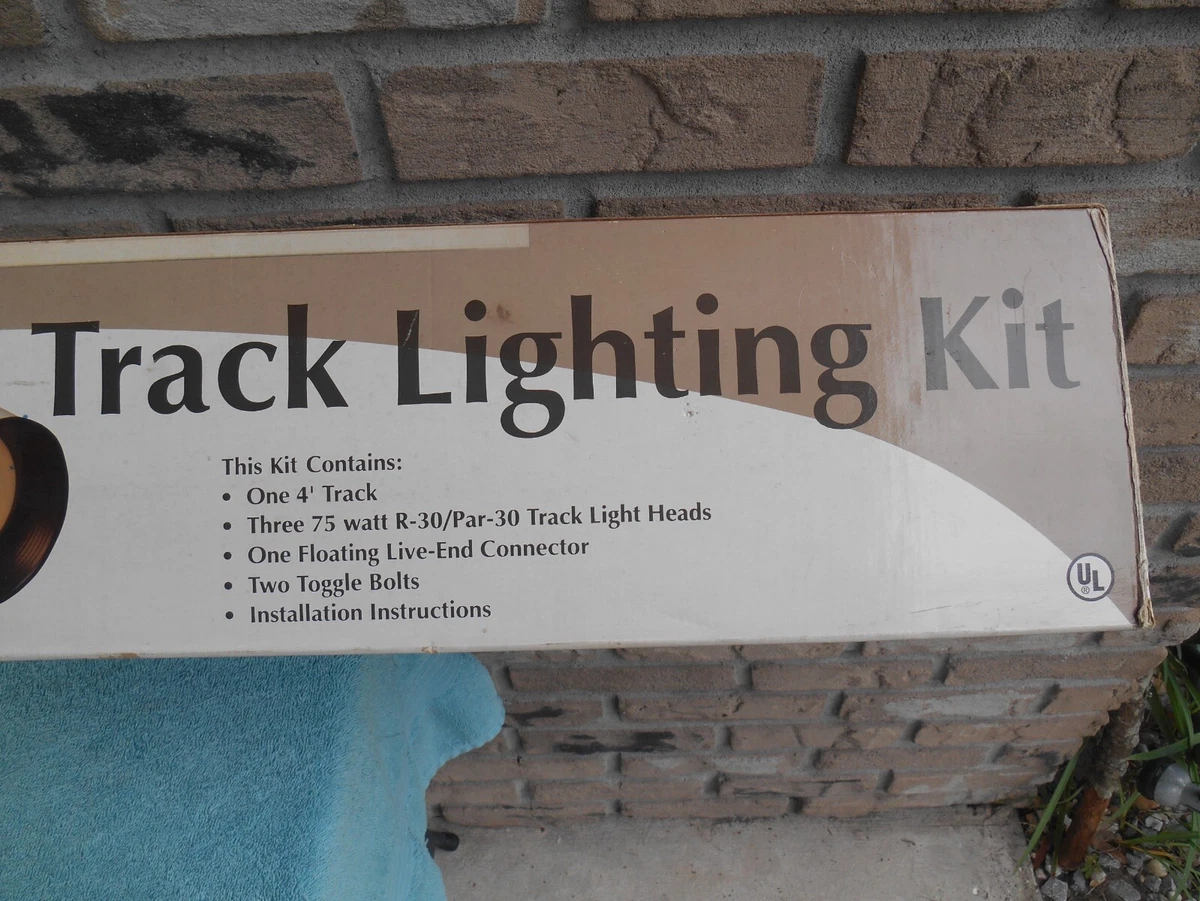 Track Lighting Kit
This Kit Contains:
• One 4' Track
• Three 75 watt R-30/Par-30 Track Light Heads
• One Floating Live-End Connector
• Two Toggle Bolts
• Installation Instructions
UL
®